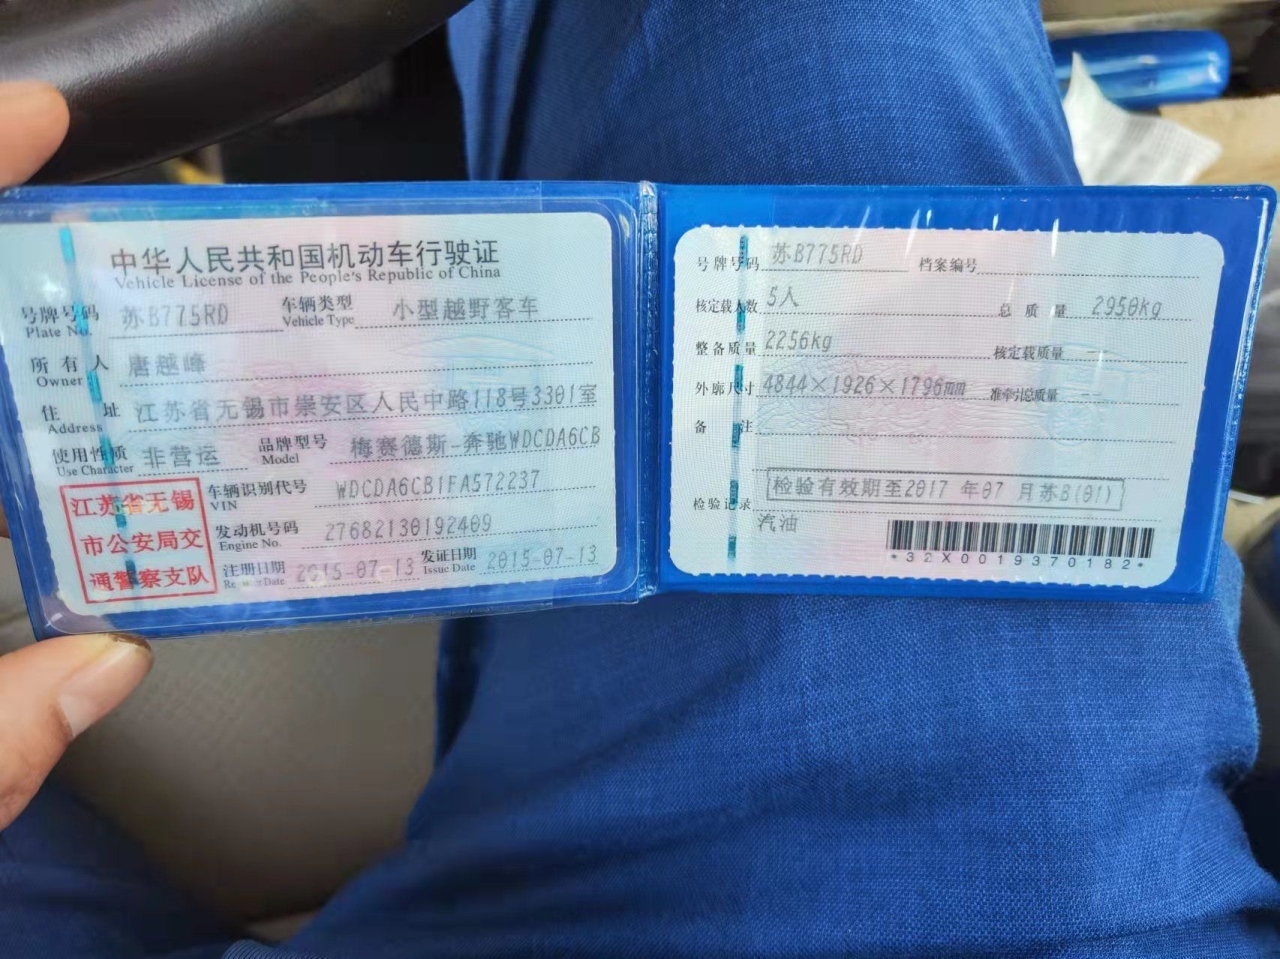 中华人民共和国机动车行驶证
Vehicle License of the People's Republic of China
号牌号码 苏B775RD 车辆类型 小型越野客车
Plate No. Vehicle Type
所有人 唐越峰
Owner
住址 江苏省无锡市崇安区人民中路118号3301室
Address
使用性质 非营运 品牌型号 梅赛德斯-奔驰WDCDA6CB
Use Character Model
江苏省无锡
市公安局交
通警察支队
车辆识别代号 WDCDA6CB1FA572237
VIN
发动机号码 27682130192409
Engine No.
注册日期 2015-07-13 发证日期 2015-07-13
Issue Date
号牌号码 苏B775RD 档案编号
核定载人数 5人 总质量 2950kg
整备质量 2256kg 核定载质量 --
外廓尺寸 4844×1926×1796mm 准牵引总质量 --
备注
检验有效期至2017 年07 月苏B(01)
检验记录
汽油
*32X0019370182*